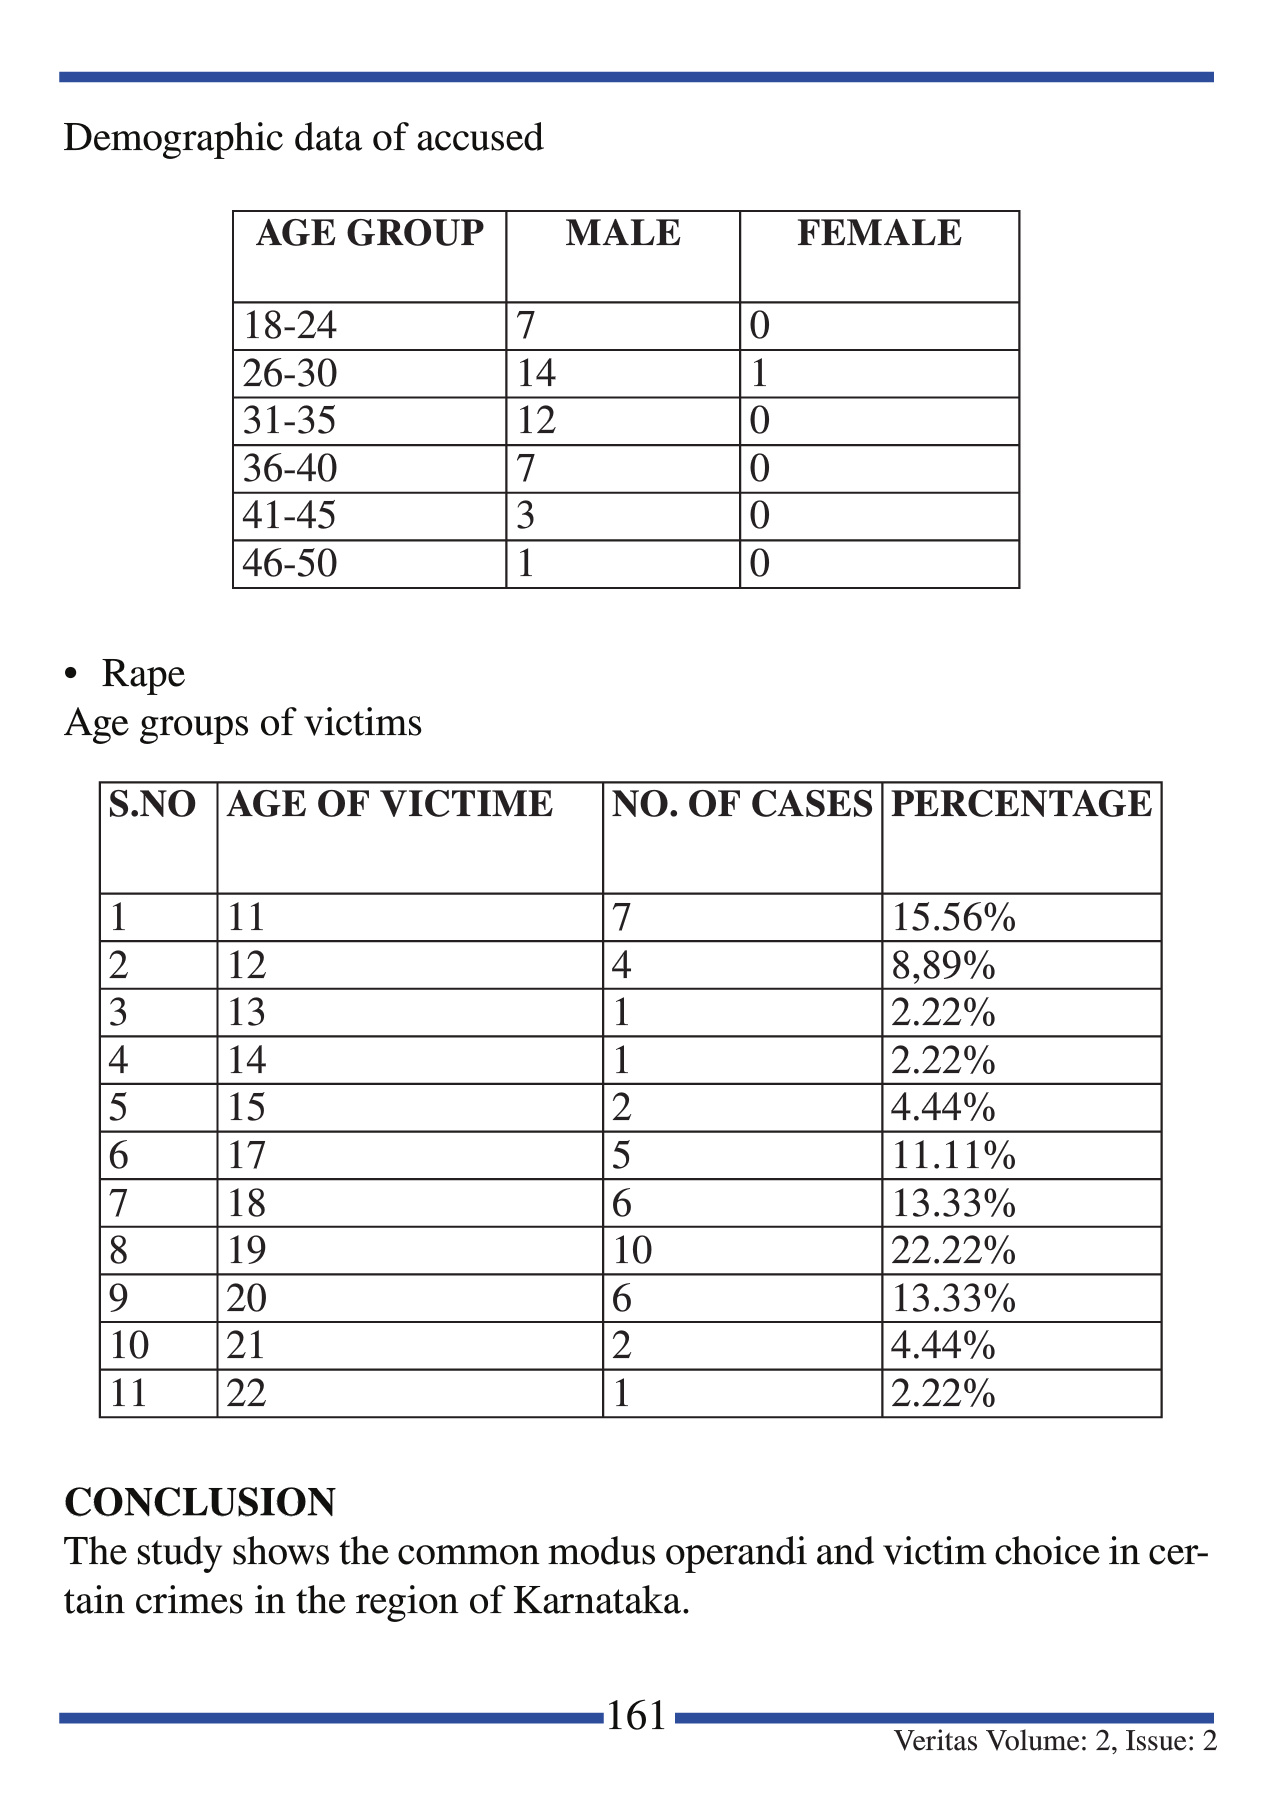 Demographic data of accused
AGE GROUP MALE FEMALE
18-24 7 0
26-30 14 1
31-35 12 0
36-40 7 0
41-45 3 0
46-50 1 0
• Rape
Age groups of victims
S.NO AGE OF VICTIME NO. OF CASES PERCENTAGE
1 11 7 15.56%
2 12 4 8,89%
3 13 1 2.22%
4 14 1 2.22%
5 15 2 4.44%
6 17 5 11.11%
7 18 6 13.33%
8 19 10 22.22%
9 20 6 13.33%
10 21 2 4.44%
11 22 1 2.22%
CONCLUSION
The study shows the common modus operandi and victim choice in cer-
tain crimes in the region of Karnataka.
161
Veritas Volume: 2, Issue: 2